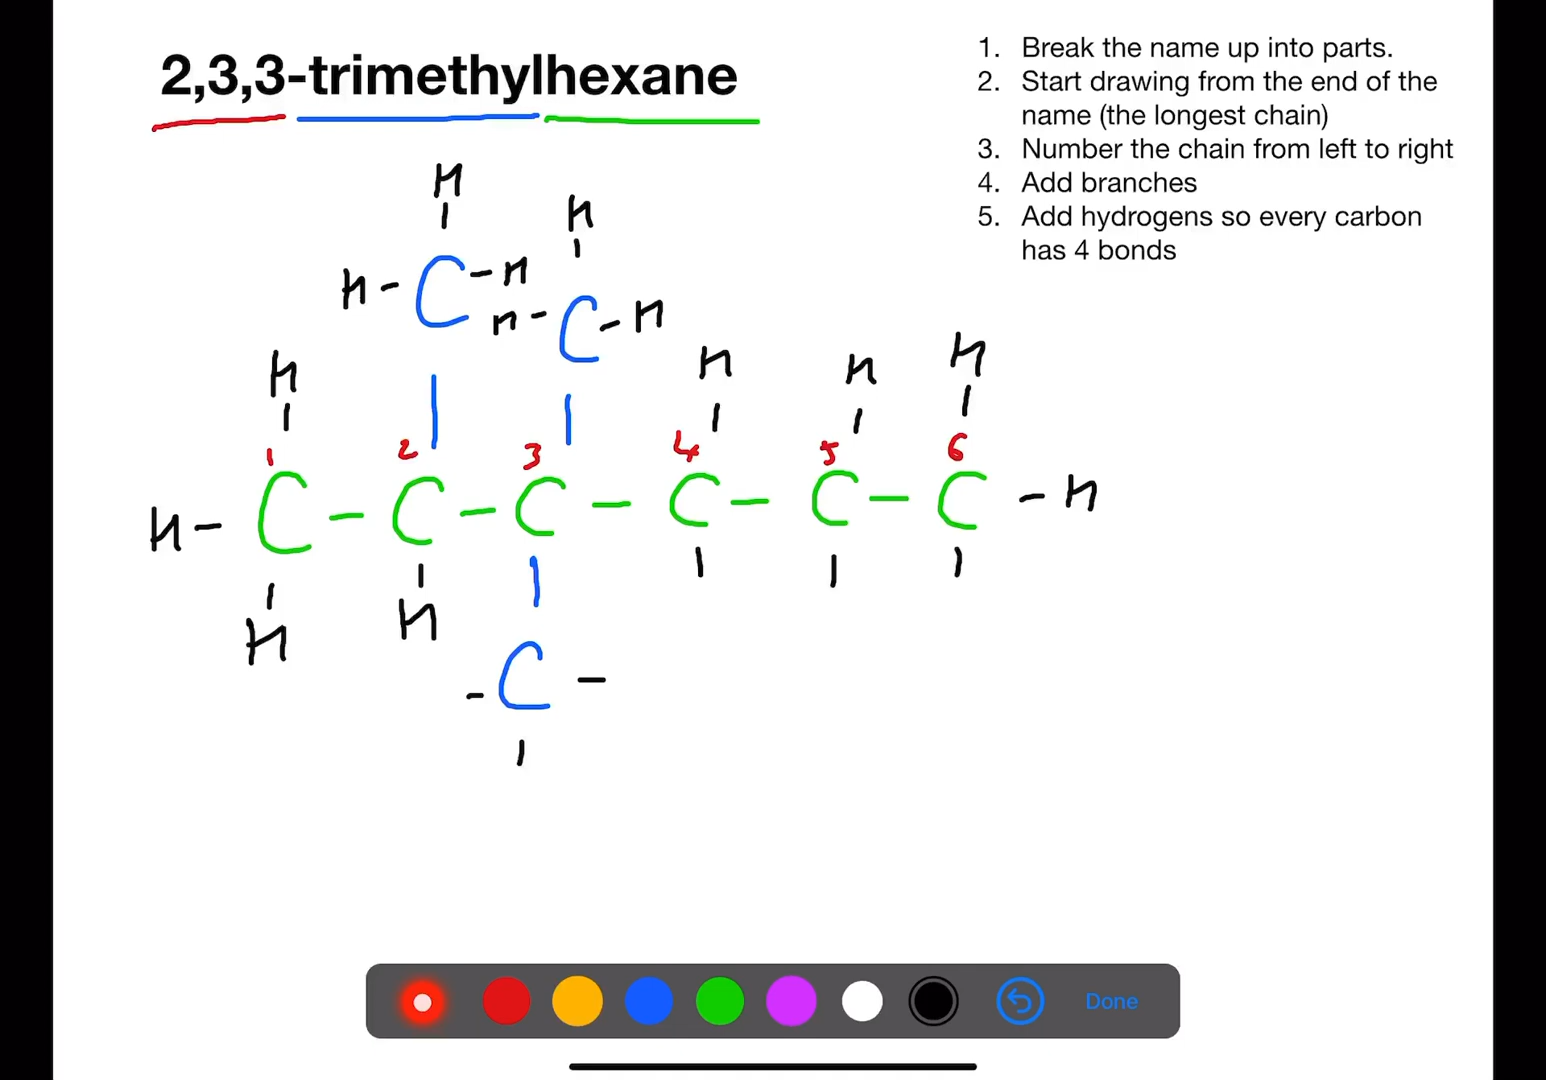 2,3,3-trimethylhexane
1. Break the name up into parts.
2. Start drawing from the end of the
name (the longest chain)
3. Number the chain from left to right
4. Add branches
5. Add hydrogens so every carbon
has 4 bonds
H
H
H - C - H
H - C - H
H H H H
1 2 3 4 5 6
H - C - C - C - C - C - C - H
H H
- C -
Done